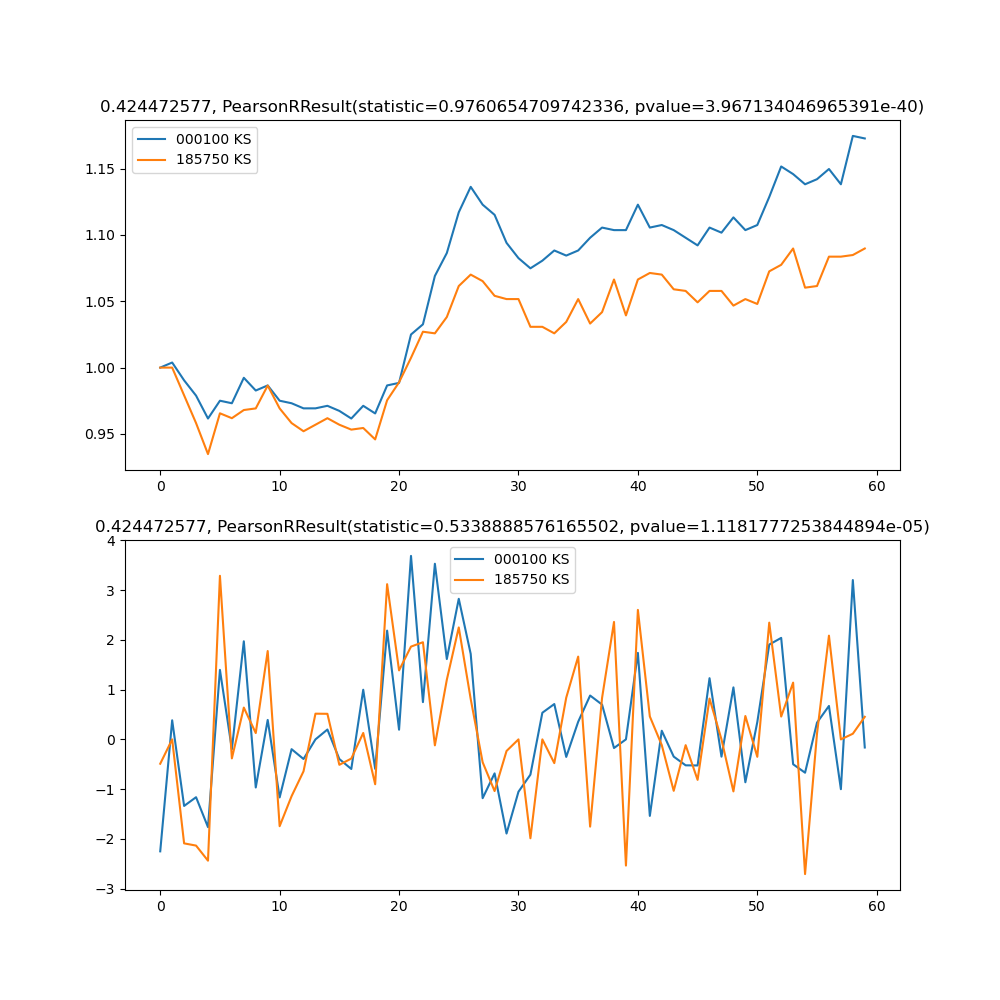 0.424472577, PearsonRResult(statistic=0.9760654709742336, pvalue=3.967134046965391e-40)
000100 KS
185750 KS
1.15
1.10
1.05
1.00
0.95
0 10 20 30 40 50 60
0.424472577, PearsonRResult(statistic=0.5338888576165502, pvalue=1.1181777253844894e-05)
000100 KS
185750 KS
4
3
2
1
0
−1
−2
−3
0 10 20 30 40 50 60